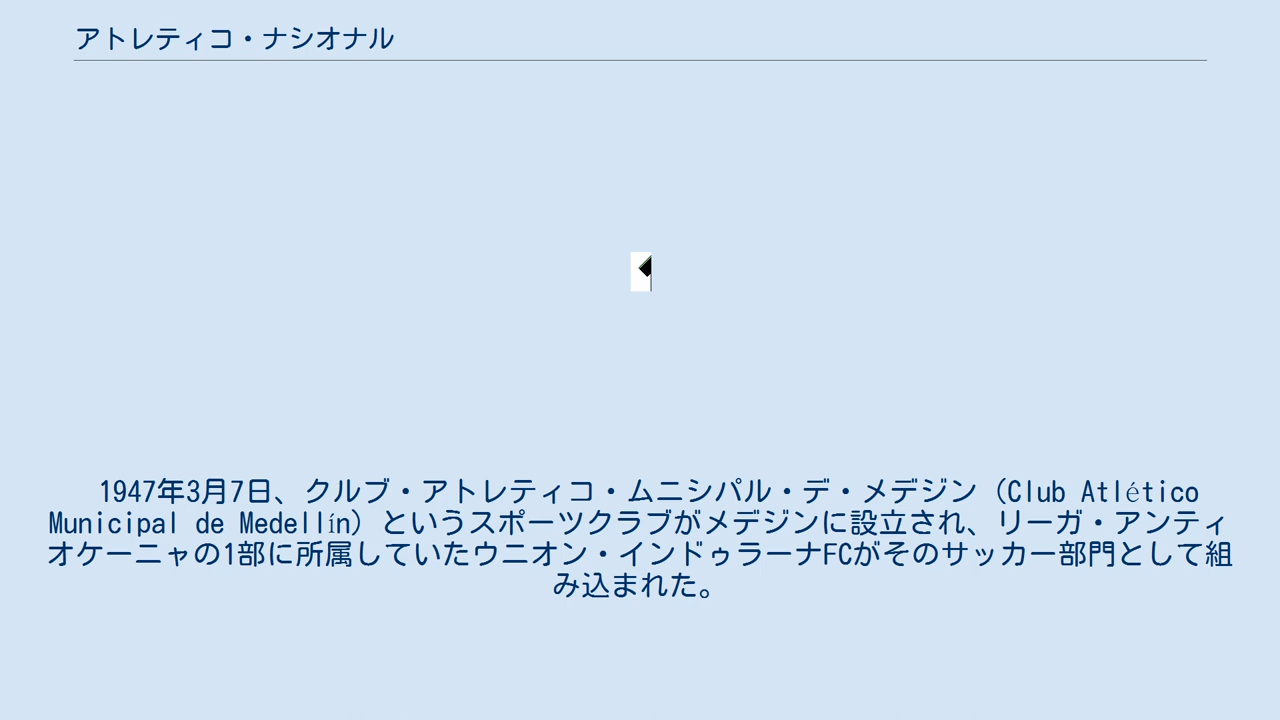 アトレティコ・ナシオナル
1947年3月7日、クルブ・アトレティコ・ムニシパル・デ・メデジン（Club Atlético
Municipal de Medellín）というスポーツクラブがメデジンに設立され、リーガ・アンティ
オケーニャの1部に所属していたウニオン・インドゥラーナFCがそのサッカー部門として組
み込まれた。